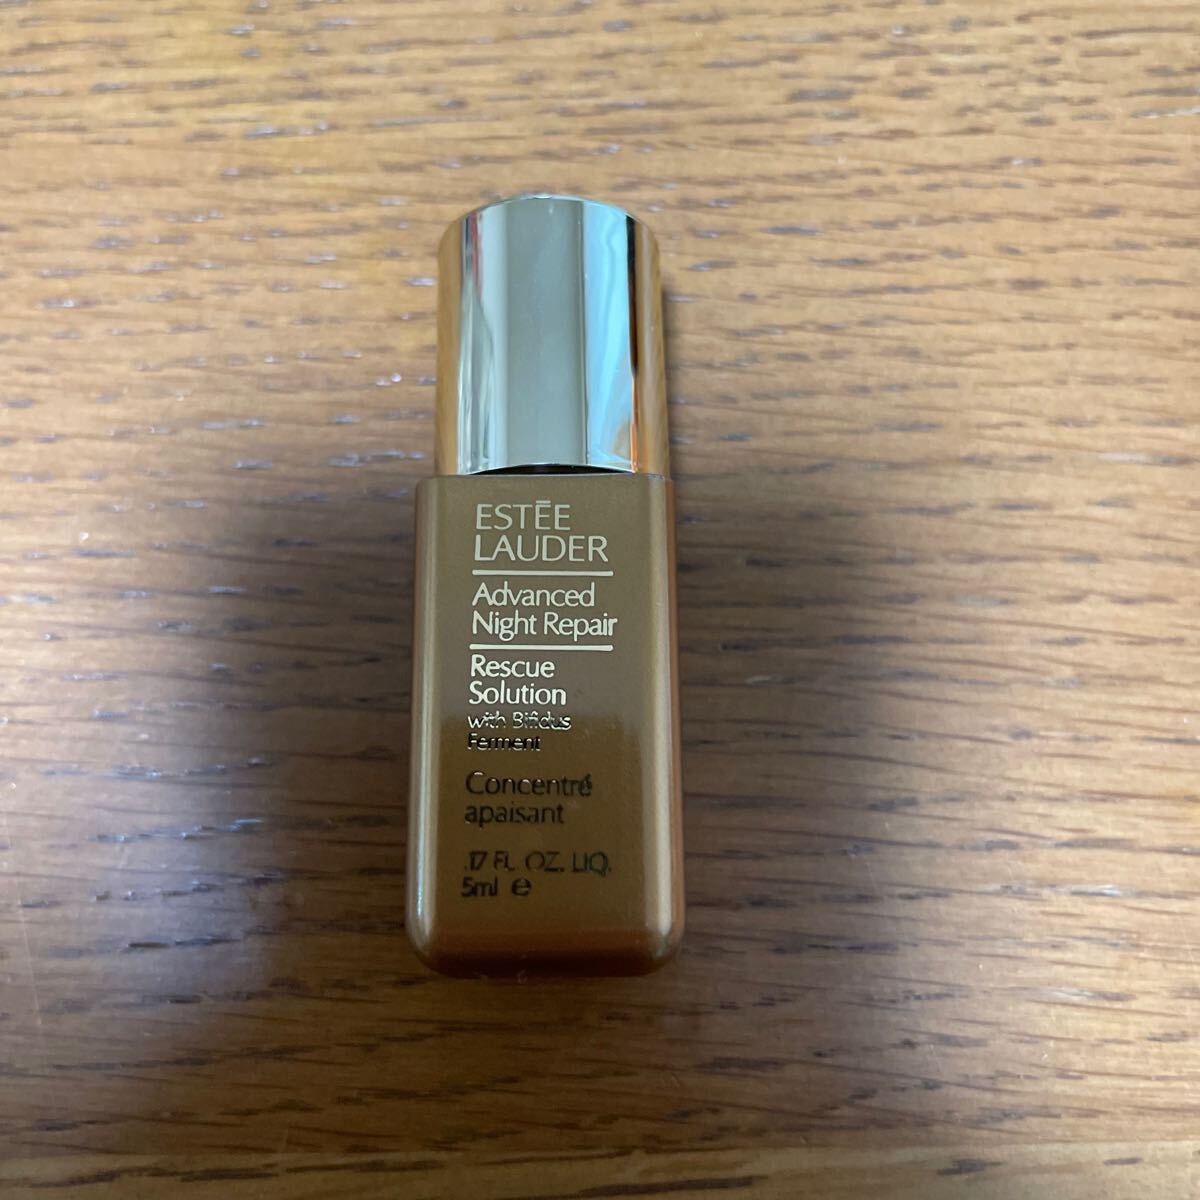 ESTĒE
LAUDER
Advanced
Night Repair
Rescue
Solution
with Bifidus
Ferment
Concentré
apaisant
.17 FL. OZ. LIQ.
5ml ℮